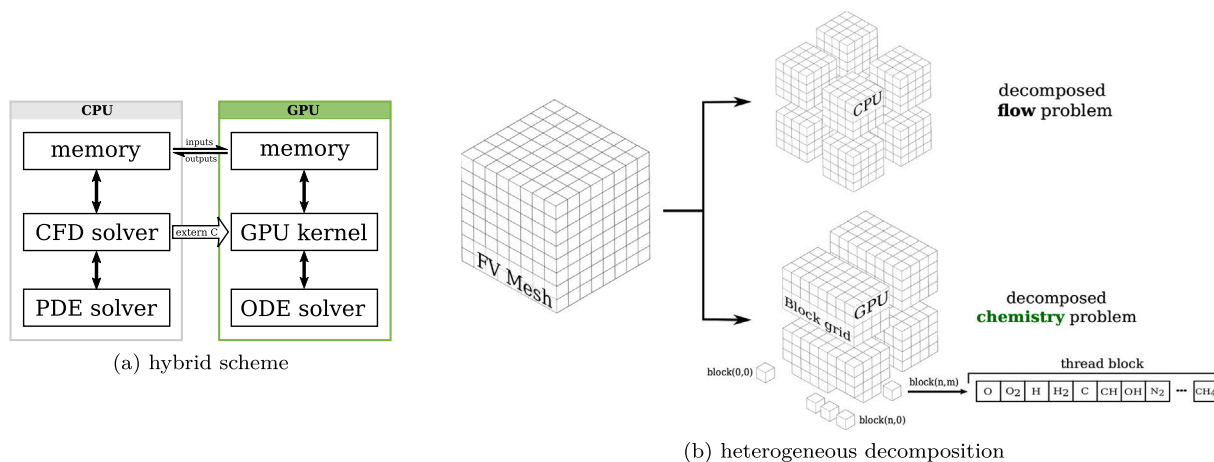 CPU
GPU
memory
inputs
outputs
memory
CFD solver
extern C
GPU kernel
PDE solver
ODE solver
(a) hybrid scheme
FV Mesh
CPU
decomposed
flow problem
Block grid
GPU
decomposed
chemistry problem
block(0,0)
block(n,0)
block(n,m)
thread block
O O2 H H2 C CH OH N2 ··· CH4
(b) heterogeneous decomposition